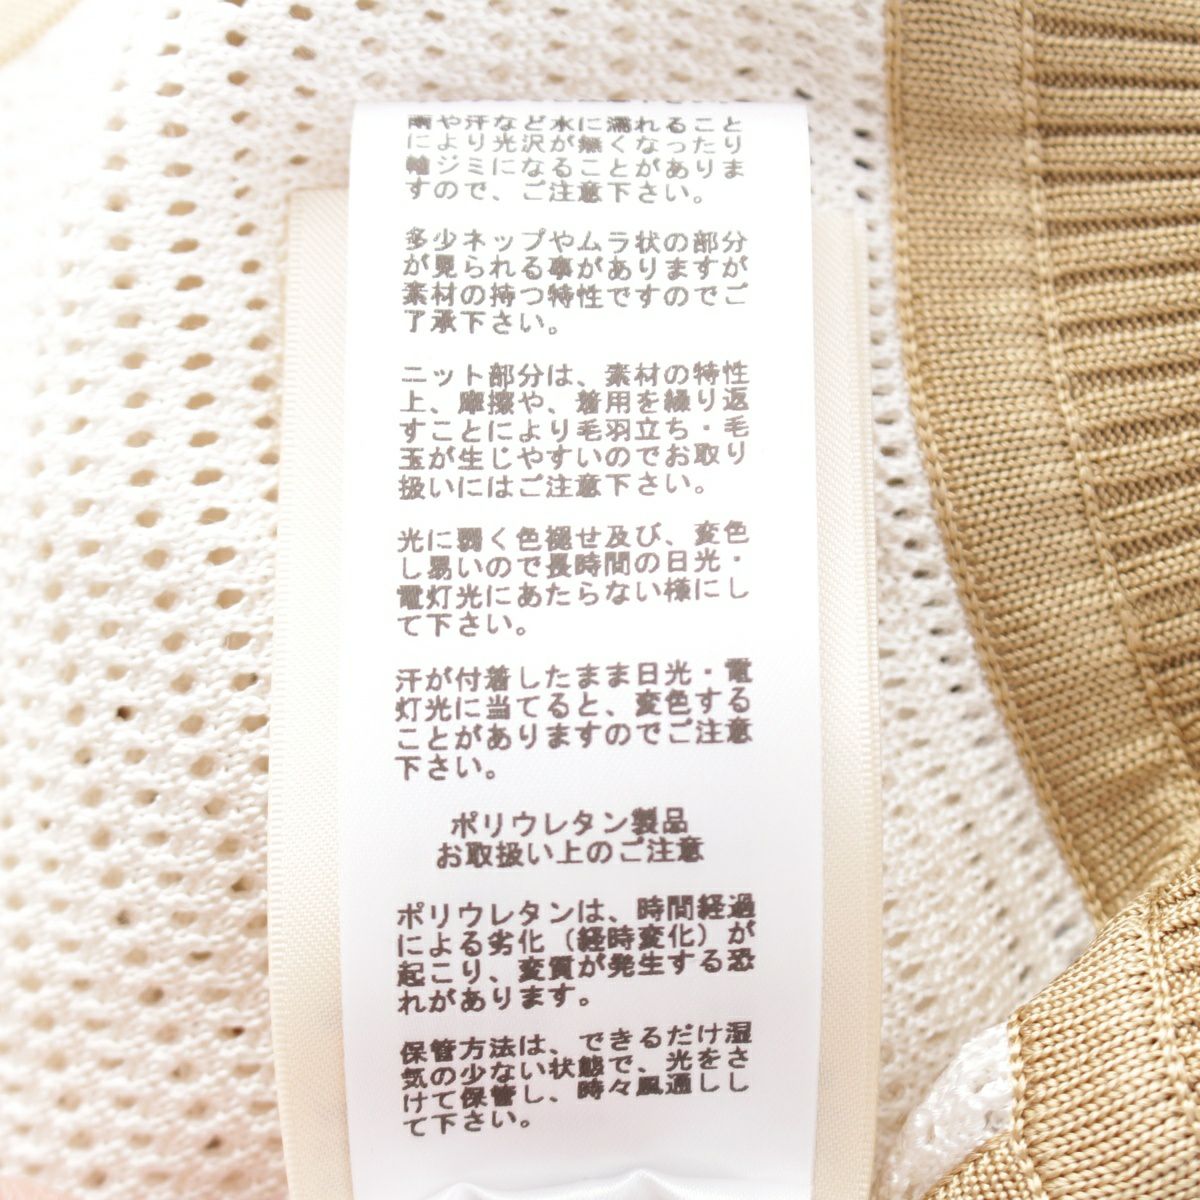 雨や汗など水に濡れること
により光沢が無くなったり
輪ジミになることがありま
すので、ご注意下さい。
多少ネップやムラ状の部分
が見られる事がありますが
素材の持つ特性ですのでご
了承下さい。
ニット部分は、素材の特性
上、摩擦や、着用を繰り返
すことにより毛羽立ち・毛
玉が生じやすいのでお取り
扱いにはご注意下さい。
光に弱く色褪せ及び、変色
し易いので長時間の日光・
電灯光にあたらない様にし
て下さい。
汗が付着したまま日光・電
灯光に当てると、変色する
ことがありますのでご注意
下さい。
ポリウレタン製品
お取扱い上のご注意
ポリウレタンは、時間経過
による劣化（経時変化）が
起こり、変質が発生する恐
れがあります。
保管方法は、できるだけ湿
気の少ない状態で、光をさ
けて保管し、時々風通しし
て下さい。